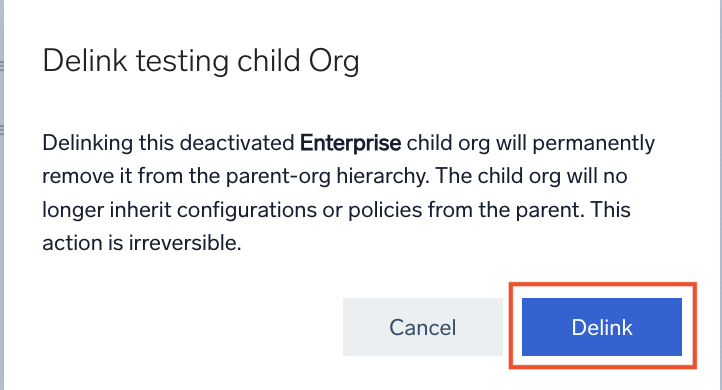 Delink testing child Org
Delinking this deactivated Enterprise child org will permanently
remove it from the parent-org hierarchy. The child org will no
longer inherit configurations or policies from the parent. This
action is irreversible.
Cancel
Delink